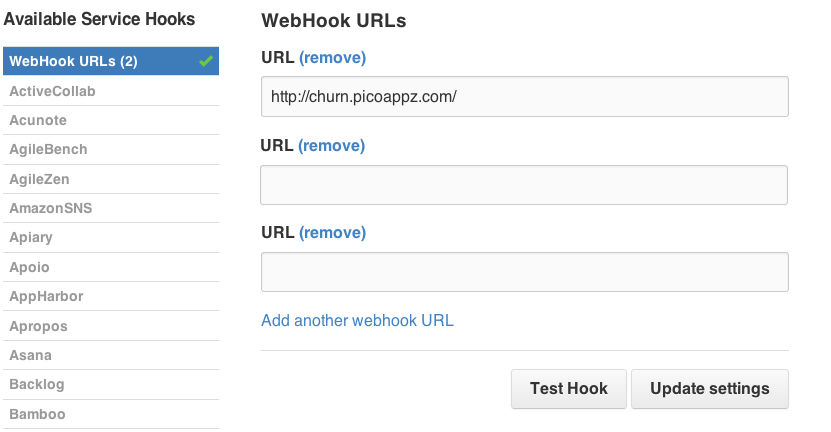 Available Service Hooks
WebHook URLs (2)
ActiveCollab
Acunote
AgileBench
AgileZen
AmazonSNS
Apiary
Apoio
AppHarbor
Apropos
Asana
Backlog
Bamboo
WebHook URLs
URL (remove)
http://churn.picoappz.com/
URL (remove)
URL (remove)
Add another webhook URL
Test Hook
Update settings